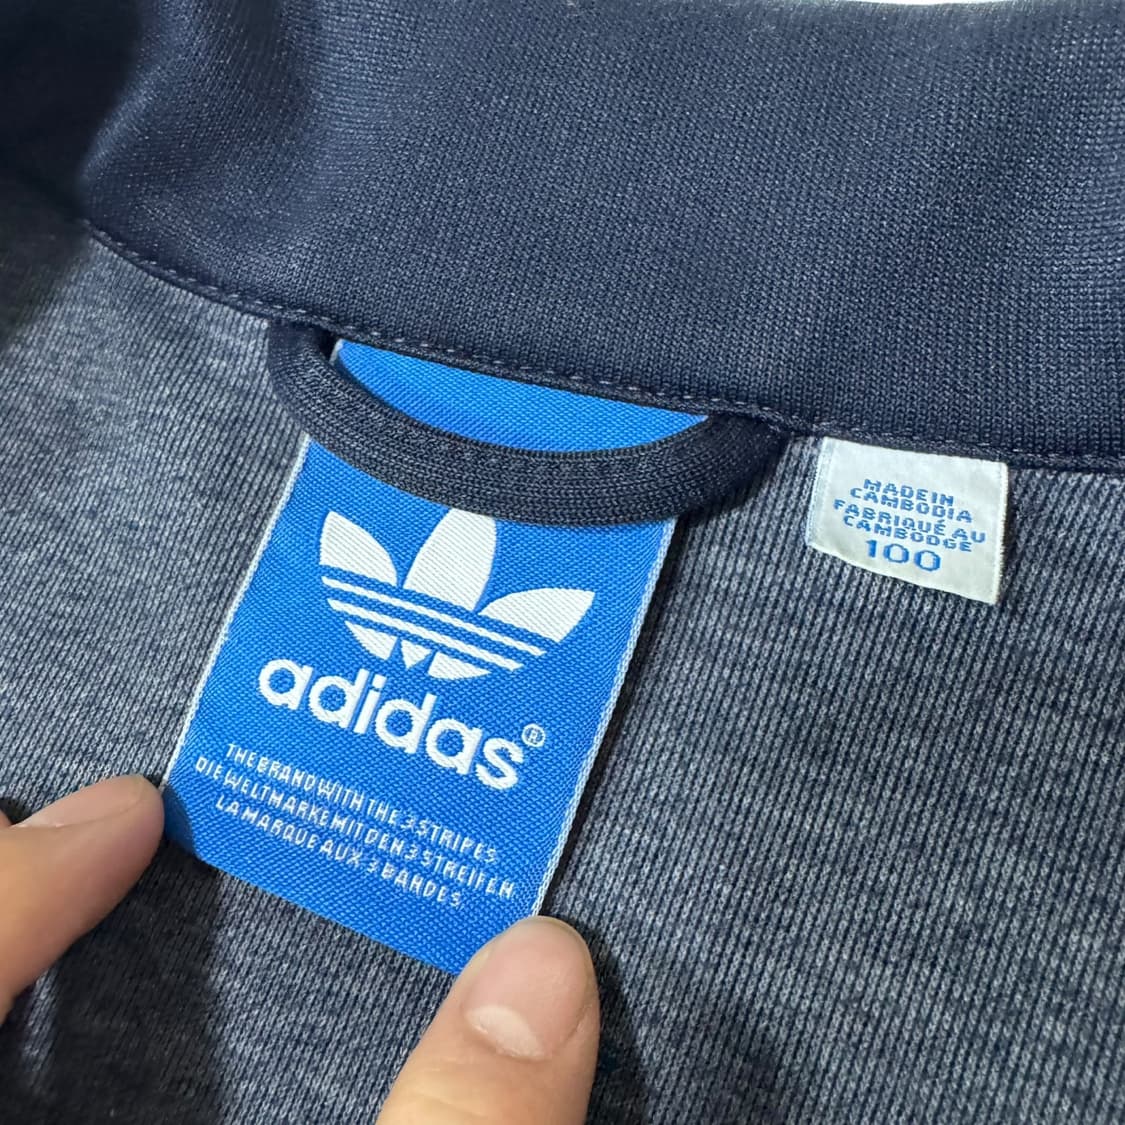 adidas®
THE BRAND WITH THE 3 STRIPES
DIE WELTMARKE MIT DEN 3 STREIFEN
LA MARQUE AUX 3 BANDES
MADE IN
CAMBODIA
FABRIQUÉ AU
CAMBODGE
100